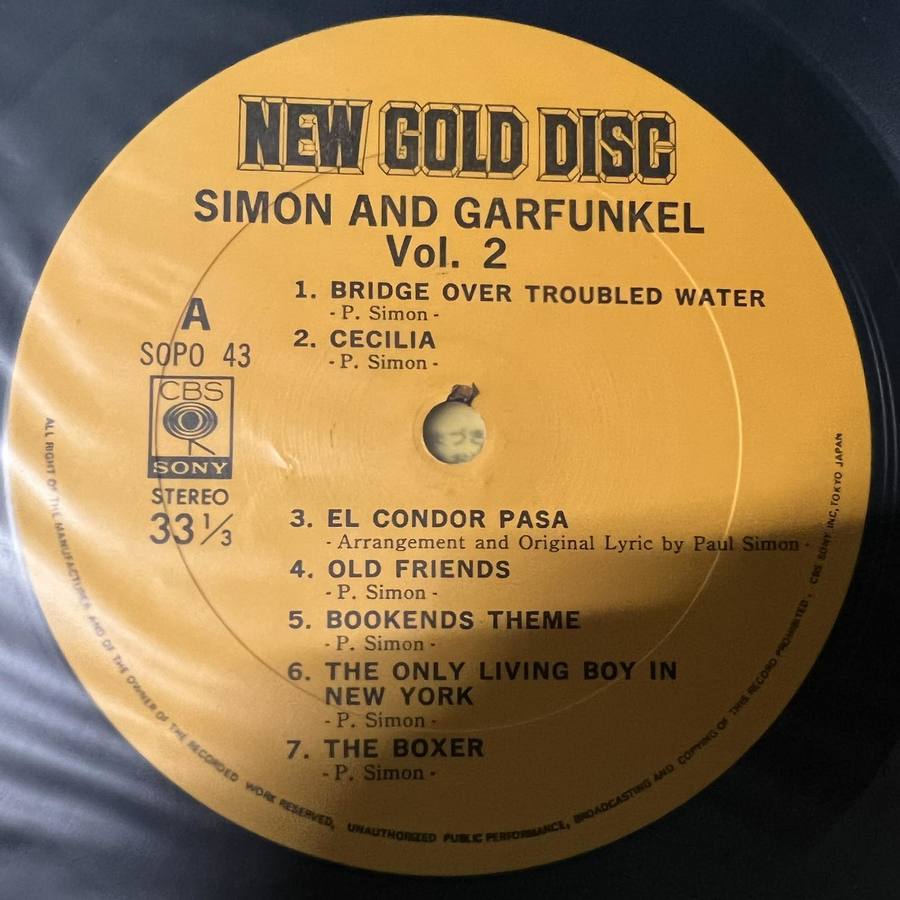 NEW GOLD DISC
SIMON AND GARFUNKEL
Vol. 2
A
SOPO 43
CBS
SONY
STEREO
33 1/3
1. BRIDGE OVER TROUBLED WATER
- P. Simon -
2. CECILIA
- P. Simon -
3. EL CONDOR PASA
- Arrangement and Original Lyric by Paul Simon -
4. OLD FRIENDS
- P. Simon -
5. BOOKENDS THEME
- P. Simon -
6. THE ONLY LIVING BOY IN
NEW YORK
- P. Simon -
7. THE BOXER
- P. Simon -
ALL RIGHT OF THE MANUFACTURER AND OF THE OWNER OF THE RECORDED WORK RESERVED, UNAUTHORIZED PUBLIC PERFORMANCE, BROADCASTING AND COPYING OF THIS RECORD PROHIBITED, CBS SONY INC, TOKYO JAPAN